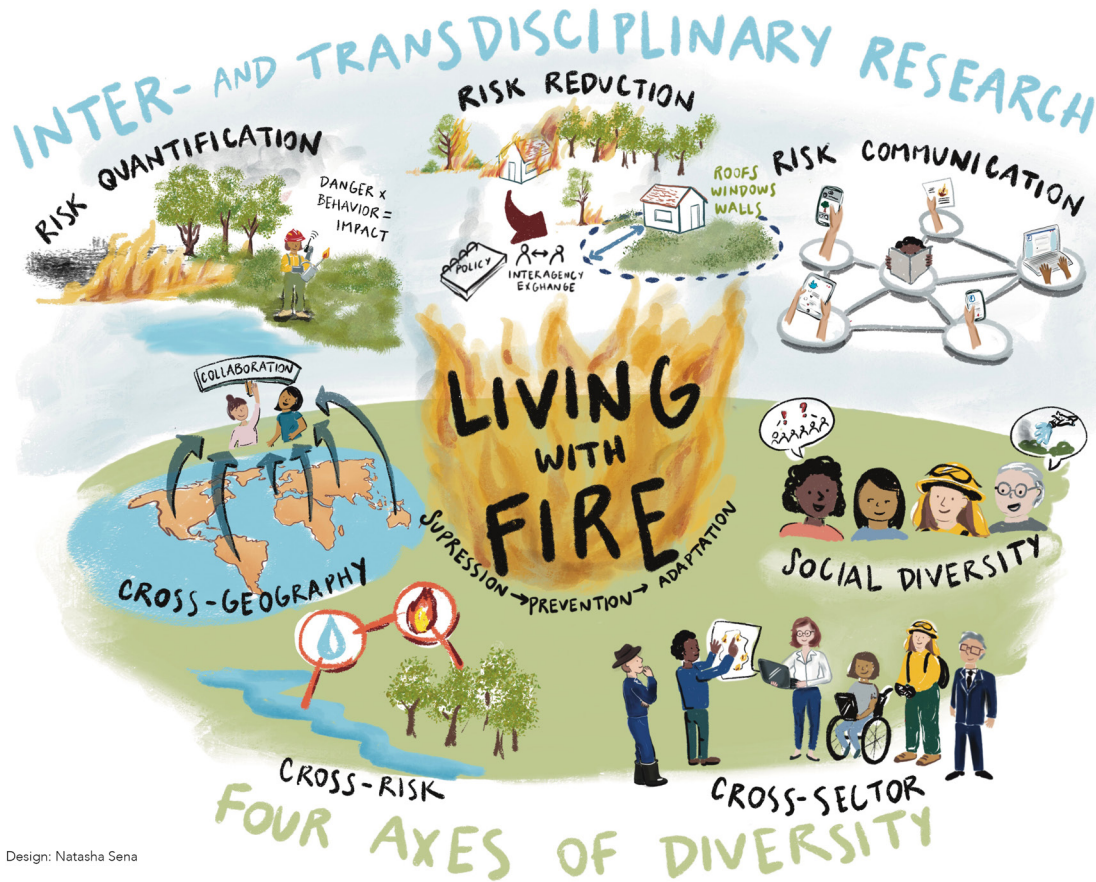 INTER- AND TRANSDISCIPLINARY RESEARCH
RISK QUANTIFICATION
DANGER x
BEHAVIOR =
IMPACT
RISK REDUCTION
ROOFS
WINDOWS
WALLS
POLICY
INTERAGENCY
EXCHANGE
RISK COMMUNICATION
COLLABORATION
CROSS-GEOGRAPHY
LIVING
WITH
FIRE
SUPRESSION → PREVENTION → ADAPTATION
! ? !
SOCIAL DIVERSITY
CROSS-RISK
CROSS-SECTOR
FOUR AXES OF DIVERSITY
Design: Natasha Sena